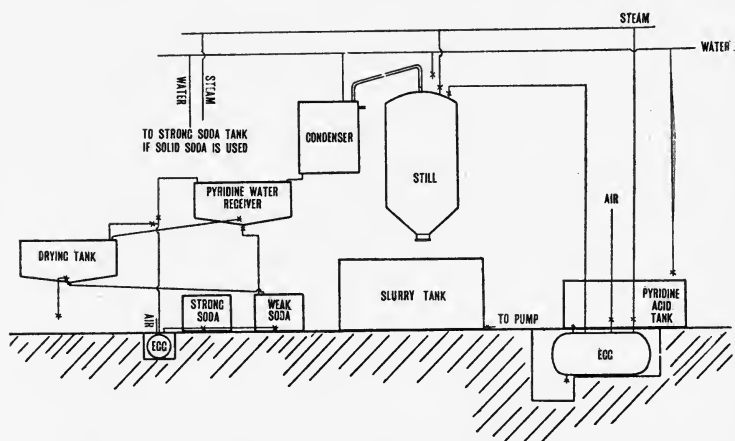 STEAM
WATER
WATER
STEAM
TO STRONG SODA TANK
IF SOLID SODA IS USED
CONDENSER
STILL
PYRIDINE WATER
RECEIVER
AIR
DRYING TANK
STRONG
SODA
WEAK
SODA
SLURRY TANK
TO PUMP
PYRIDINE
ACID
TANK
AIR
EGG
EGG